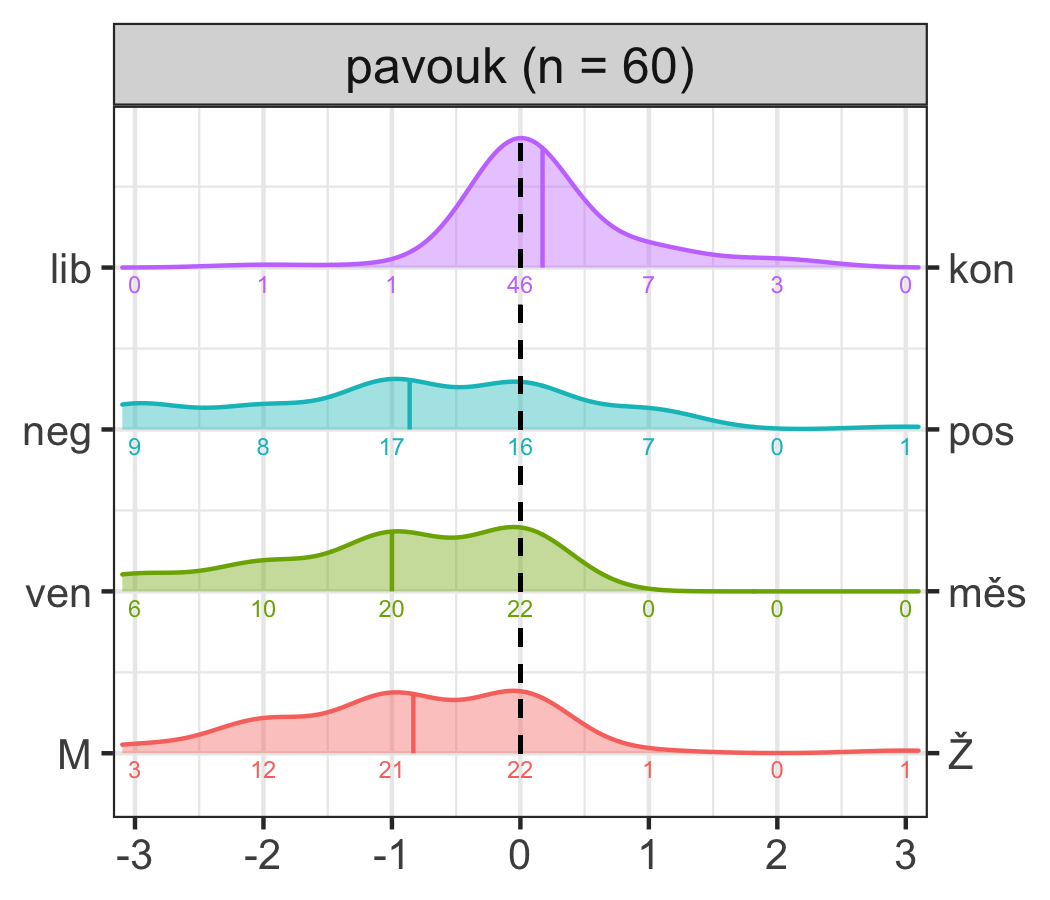 pavouk (n = 60)
lib kon
0 1 1 46 7 3 0
neg pos
9 8 17 16 7 0 1
ven měs
6 10 20 22 0 0 0
M Ž
3 12 21 22 1 0 1
-3 -2 -1 0 1 2 3